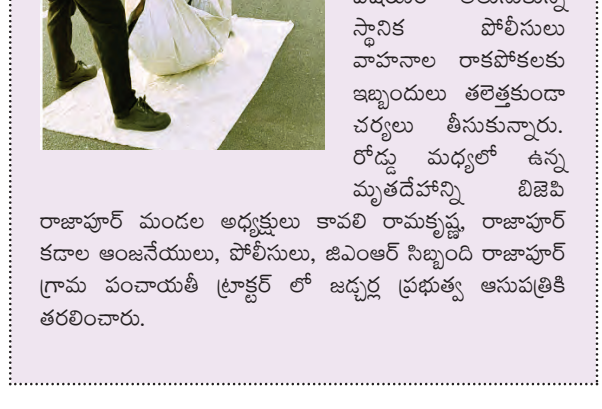 స్థానిక పోలీసులు
వాహనాల రాకపోకలకు
ఇబ్బందులు తలెత్తకుండా
చర్యలు తీసుకున్నారు.
రోడ్డు మధ్యలో ఉన్న
మృతదేహాన్ని బిజెపి
రాజాపూర్ మండల అధ్యక్షులు కావలి రామకృష్ణ, రాజాపూర్
కడాల ఆంజనేయులు, పోలీసులు, జిఎంఆర్ సిబ్బంది రాజాపూర్
గ్రామ పంచాయతీ ట్రాక్టర్ లో జడ్చర్ల ప్రభుత్వ ఆసుపత్రికి
తరలించారు.